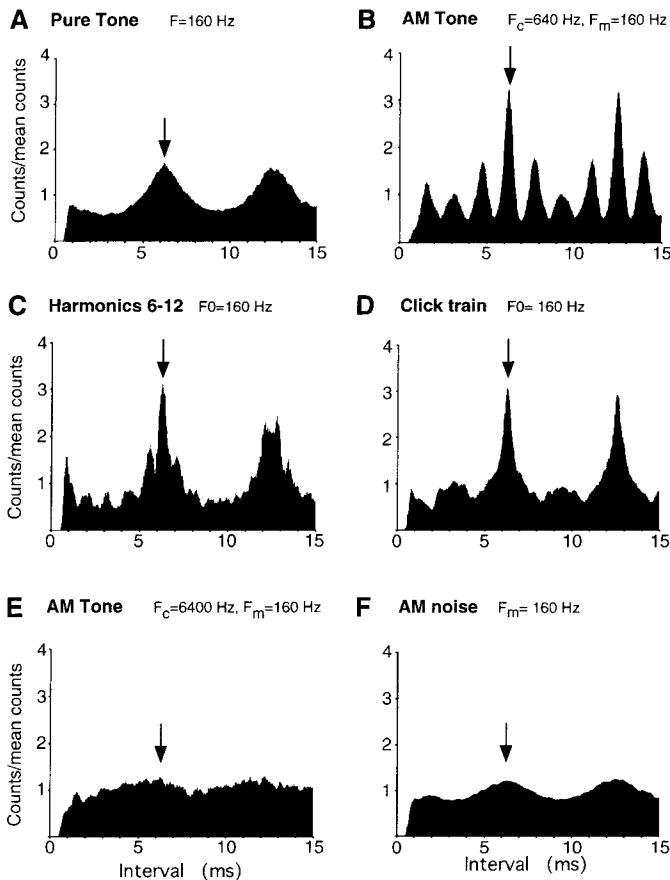 A Pure Tone F=160 Hz
B AM Tone Fc=640 Hz, Fm=160 Hz
Counts/mean counts
4
3
2
1
0 5 10 15
4
3
2
1
0 5 10 15
C Harmonics 6-12 F0=160 Hz
D Click train F0= 160 Hz
Counts/mean counts
4
3
2
1
0 5 10 15
4
3
2
1
0 5 10 15
E AM Tone Fc=6400 Hz, Fm=160 Hz
F AM noise Fm= 160 Hz
Counts/mean counts
4
3
2
1
0 5 10 15
Interval (ms)
4
3
2
1
0 5 10 15
Interval (ms)